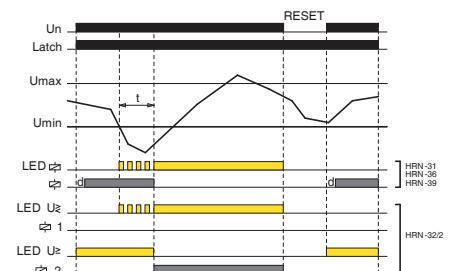 RESET
Un
Latch
Umax
t
Umin
LED
HRN -31
HRN -36
d
d
HRN -39
LED U≷
1
HRN-32/2
LED U≥
2